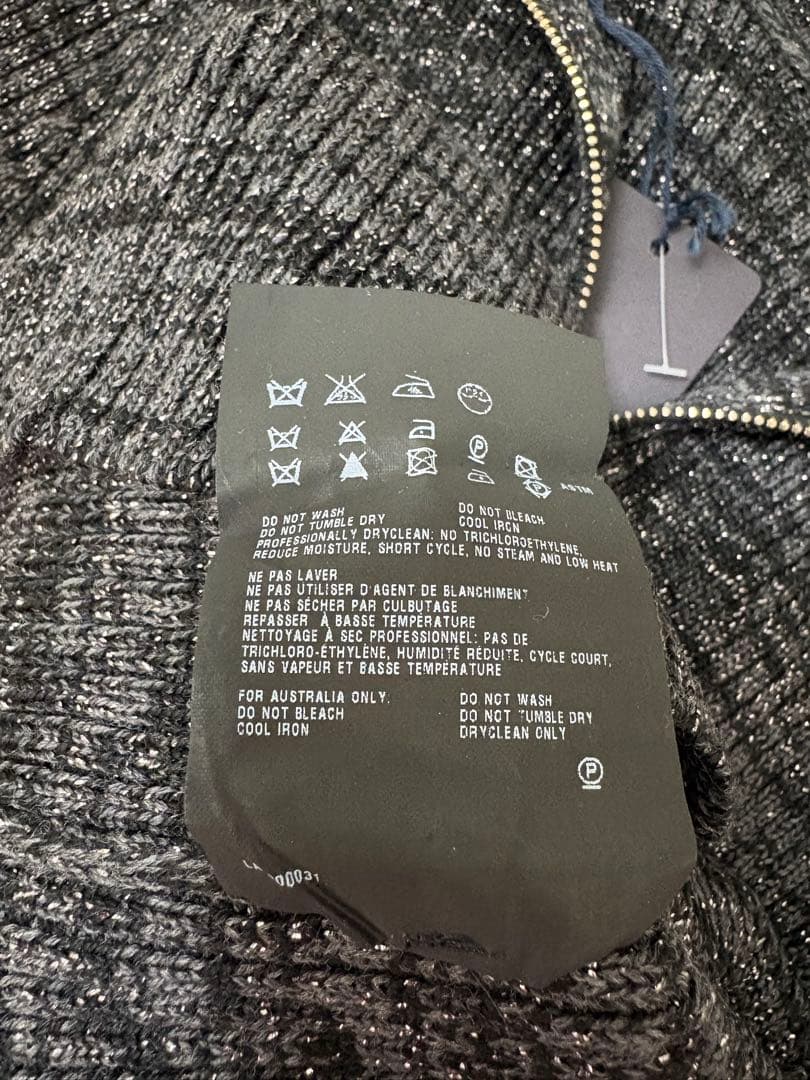 ASTM
DO NOT WASH
DO NOT BLEACH
DO NOT TUMBLE DRY
COOL IRON
PROFESSIONALLY DRYCLEAN: NO TRICHLOROETHYLENE,
REDUCE MOISTURE, SHORT CYCLE, NO STEAM AND LOW HEAT
NE PAS LAVER
NE PAS UTILISER D'AGENT DE BLANCHIMENT
NE PAS SÉCHER PAR CULBUTAGE
REPASSER À BASSE TEMPÉRATURE
NETTOYAGE À SEC PROFESSIONNEL: PAS DE
TRICHLORO-ÉTHYLÈNE, HUMIDITÉ RÉDUITE, CYCLE COURT,
SANS VAPEUR ET BASSE TEMPÉRATURE
FOR AUSTRALIA ONLY:
DO NOT WASH
DO NOT BLEACH
DO NOT TUMBLE DRY
COOL IRON
DRYCLEAN ONLY
P